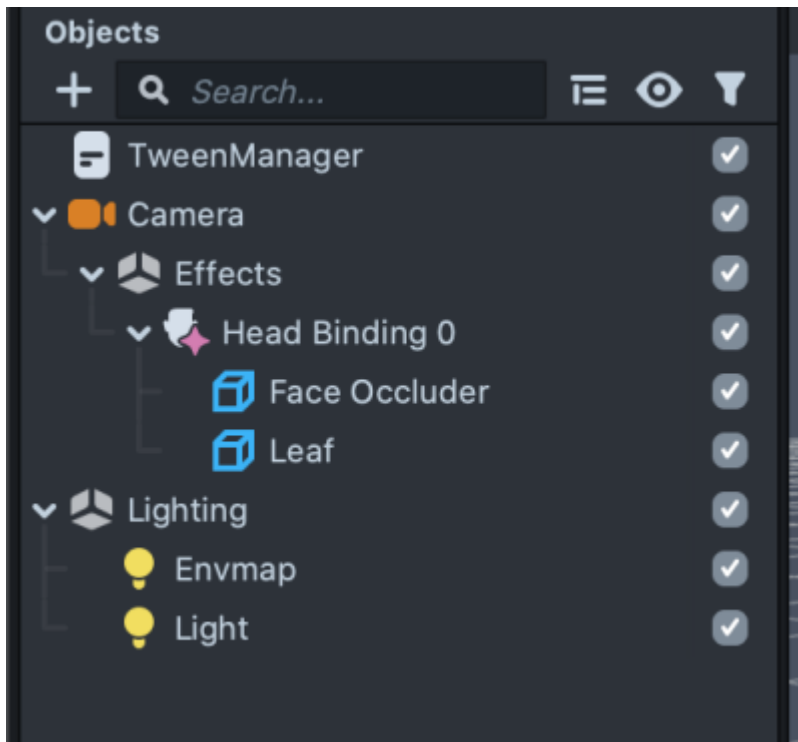 Objects
Search...
TweenManager
Camera
Effects
Head Binding 0
Face Occluder
Leaf
Lighting
Envmap
Light